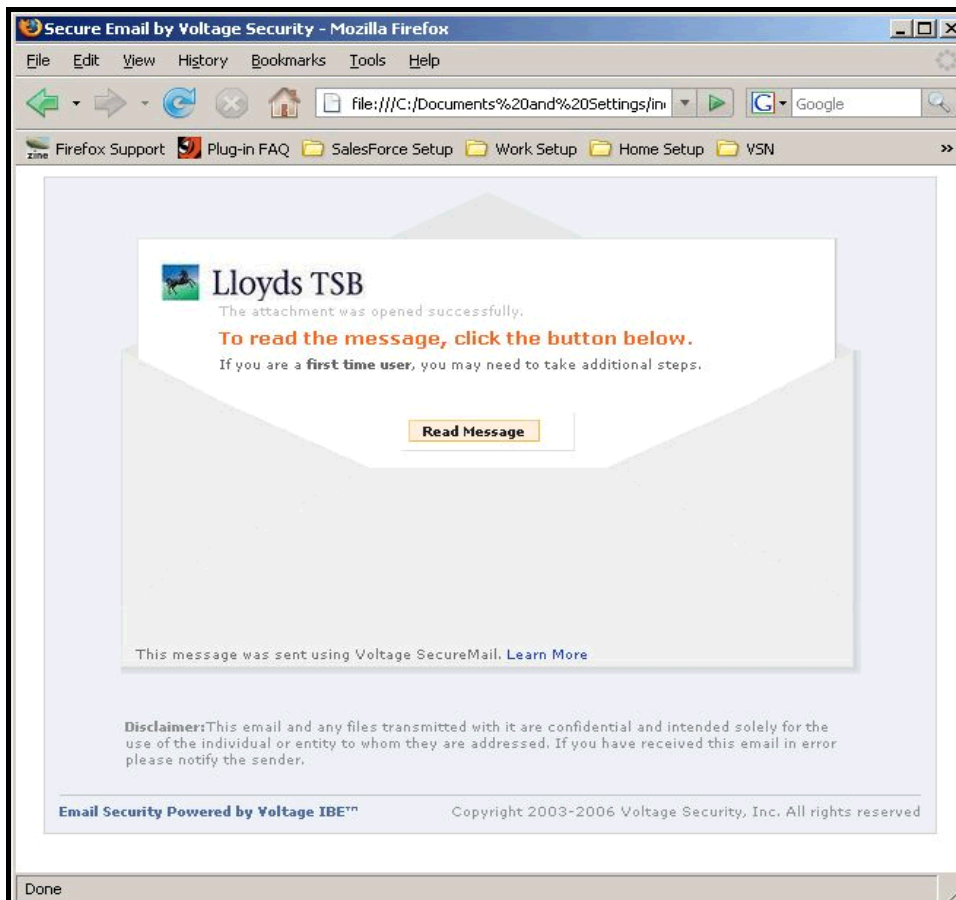 Secure Email by Voltage Security - Mozilla Firefox
File Edit View History Bookmarks Tools Help
file:///C:/Documents%20and%20Settings/in
G Google
zine Firefox Support Plug-in FAQ SalesForce Setup Work Setup Home Setup VSN »
Lloyds TSB
The attachment was opened successfully.
To read the message, click the button below.
If you are a first time user, you may need to take additional steps.
Read Message
This message was sent using Voltage SecureMail. Learn More
Disclaimer:This email and any files transmitted with it are confidential and intended solely for the
use of the individual or entity to whom they are addressed. If you have received this email in error
please notify the sender.
Email Security Powered by Voltage IBE™ Copyright 2003-2006 Voltage Security, Inc. All rights reserved
Done